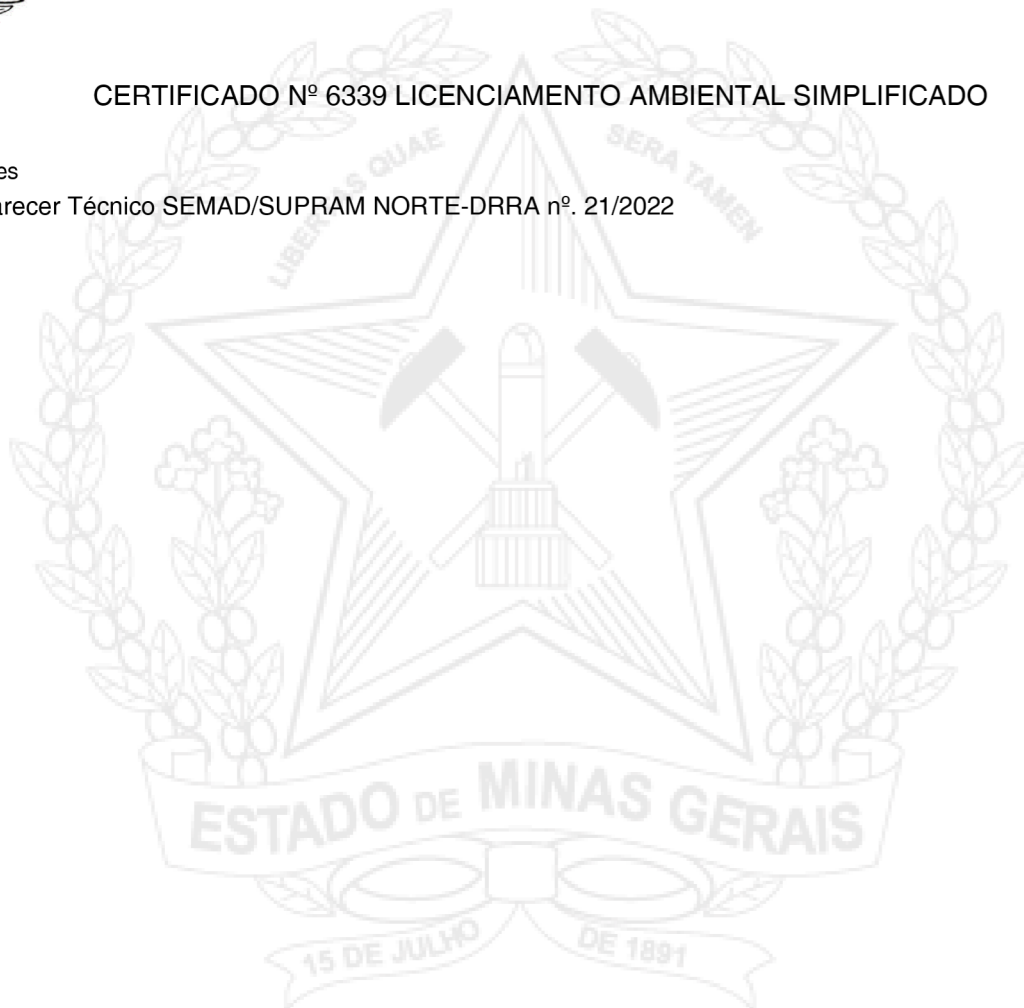 CERTIFICADO Nº 6339 LICENCIAMENTO AMBIENTAL SIMPLIFICADO
es
arecer Técnico SEMAD/SUPRAM NORTE-DRRA nº. 21/2022
LIBERTAS QUAE SERA TAMEN
ESTADO DE MINAS GERAIS
15 DE JULHO DE 1891